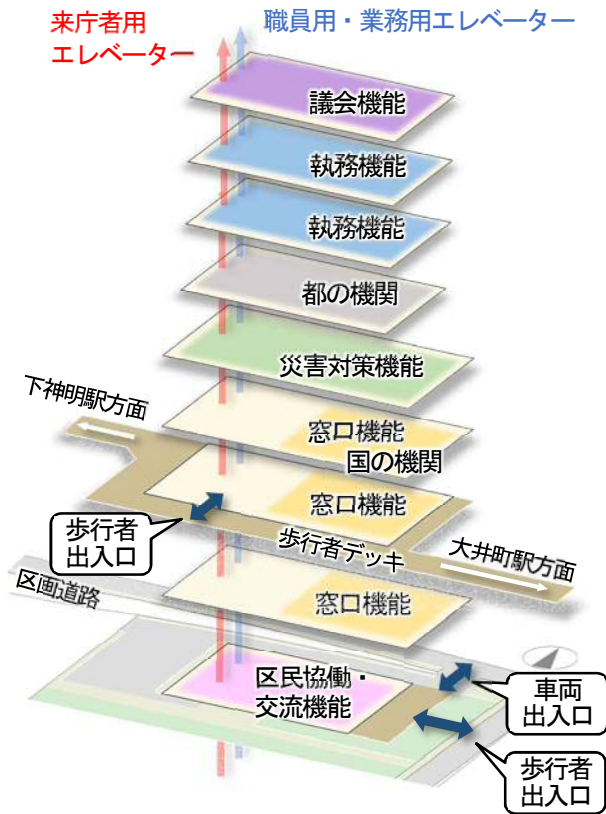 来庁者用
エレベーター
職員用・業務用エレベーター
議会機能
執務機能
執務機能
都の機関
災害対策機能
下神明駅方面
窓口機能
国の機関
窓口機能
歩行者
出入口
歩行者デッキ
大井町駅方面
区画道路
窓口機能
区民協働・
交流機能
車両
出入口
歩行者
出入口